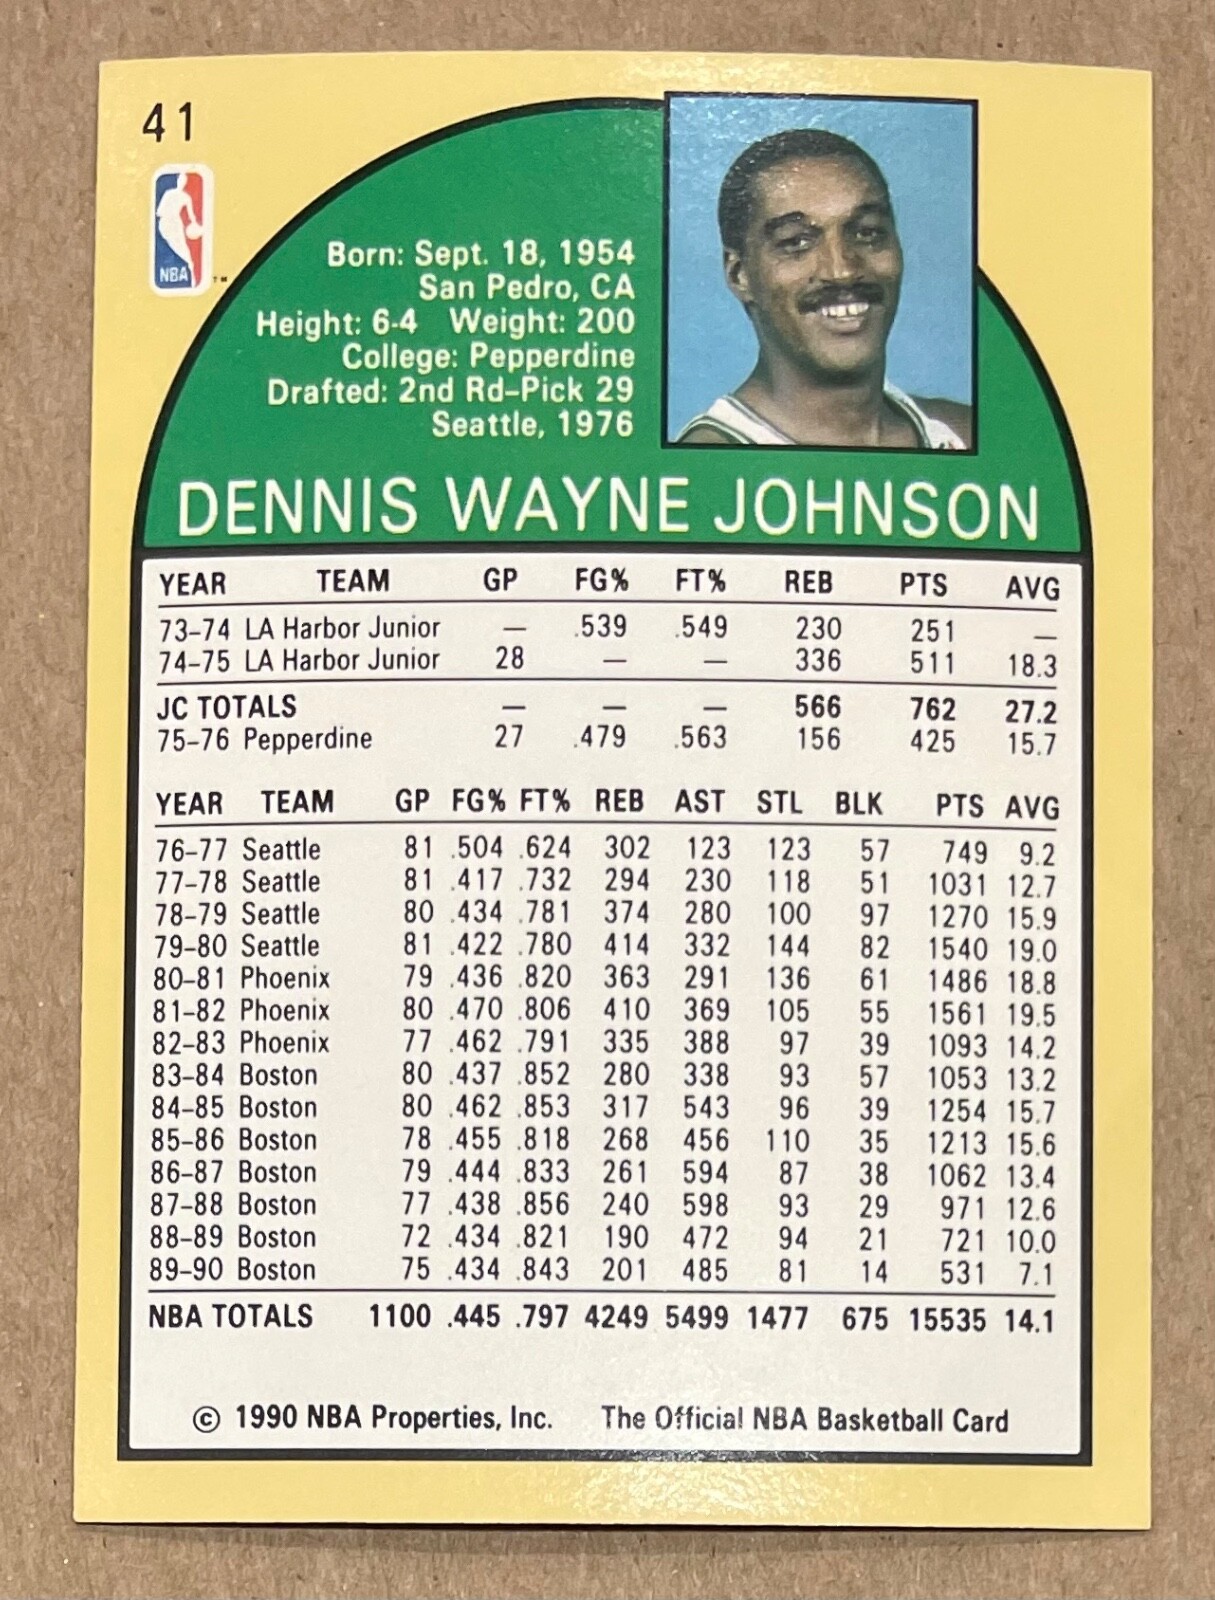 41
NBA
TM
Born: Sept. 18, 1954
San Pedro, CA
Height: 6-4 Weight: 200
College: Pepperdine
Drafted: 2nd Rd-Pick 29
Seattle, 1976
DENNIS WAYNE JOHNSON
YEAR TEAM GP FG% FT% REB PTS AVG
73-74 LA Harbor Junior — .539 .549 230 251 —
74-75 LA Harbor Junior 28 — — 336 511 18.3
JC TOTALS — — — 566 762 27.2
75-76 Pepperdine 27 .479 .563 156 425 15.7
YEAR TEAM GP FG% FT% REB AST STL BLK PTS AVG
76-77 Seattle 81 .504 .624 302 123 123 57 749 9.2
77-78 Seattle 81 .417 .732 294 230 118 51 1031 12.7
78-79 Seattle 80 .434 .781 374 280 100 97 1270 15.9
79-80 Seattle 81 .422 .780 414 332 144 82 1540 19.0
80-81 Phoenix 79 .436 .820 363 291 136 61 1486 18.8
81-82 Phoenix 80 .470 .806 410 369 105 55 1561 19.5
82-83 Phoenix 77 .462 .791 335 388 97 39 1093 14.2
83-84 Boston 80 .437 .852 280 338 93 57 1053 13.2
84-85 Boston 80 .462 .853 317 543 96 39 1254 15.7
85-86 Boston 78 .455 .818 268 456 110 35 1213 15.6
86-87 Boston 79 .444 .833 261 594 87 38 1062 13.4
87-88 Boston 77 .438 .856 240 598 93 29 971 12.6
88-89 Boston 72 .434 .821 190 472 94 21 721 10.0
89-90 Boston 75 .434 .843 201 485 81 14 531 7.1
NBA TOTALS 1100 .445 .797 4249 5499 1477 675 15535 14.1
© 1990 NBA Properties, Inc. The Official NBA Basketball Card